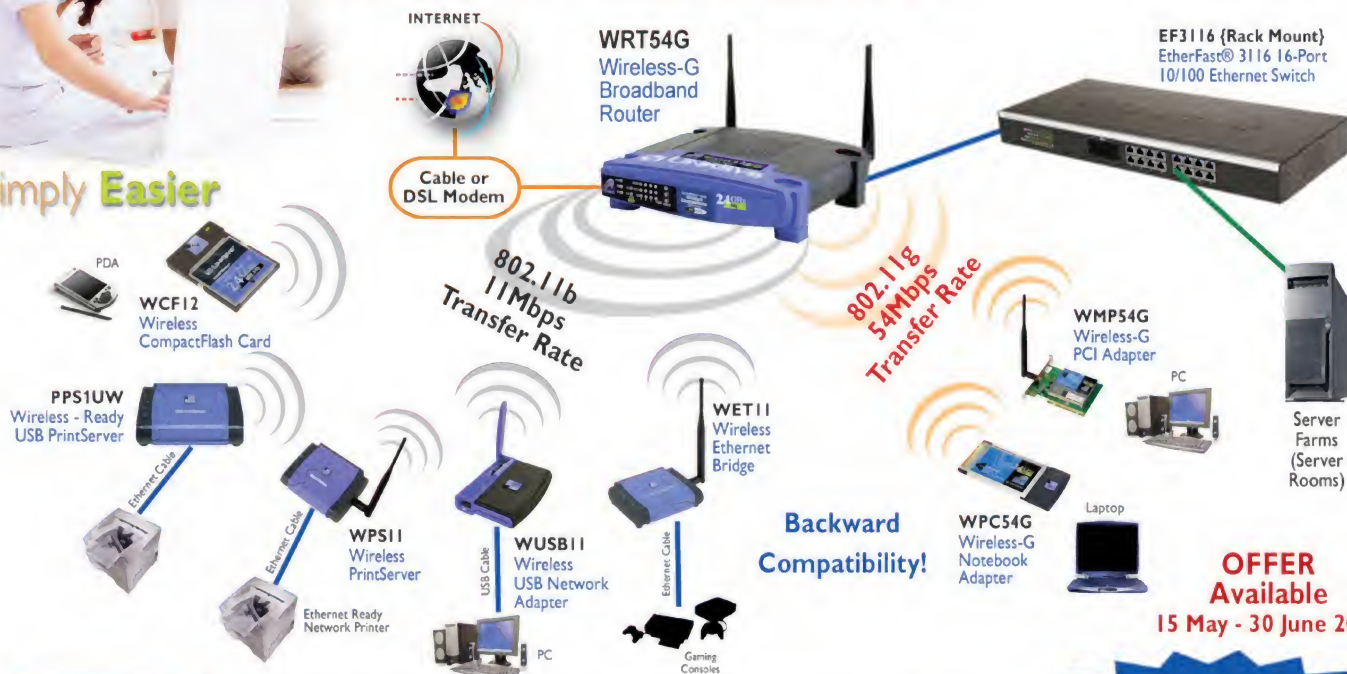 INTERNET
WRT54G
Wireless-G
Broadband
Router
EF3116 {Rack Mount}
EtherFast® 3116 16-Port
10/100 Ethernet Switch
Cable or
DSL Modem
imply Easier
2.4GHz
PDA
WCF12
Wireless
CompactFlash Card
802.11b
11Mbps
Transfer Rate
802.11g
54Mbps
Transfer Rate
WMP54G
Wireless-G
PCI Adapter
PC
Server
Farms
(Server
Rooms)
PPS1UW
Wireless - Ready
USB PrintServer
Ethernet Cable
WPS11
Wireless
PrintServer
Ethernet Cable
Ethernet Ready
Network Printer
WUSB11
Wireless
USB Network
Adapter
USB Cable
PC
WET11
Wireless
Ethernet
Bridge
Ethernet Cable
Gaming
Consoles
Backward
Compatibility!
WPC54G
Wireless-G
Notebook
Adapter
Laptop
OFFER
Available
15 May - 30 June 20